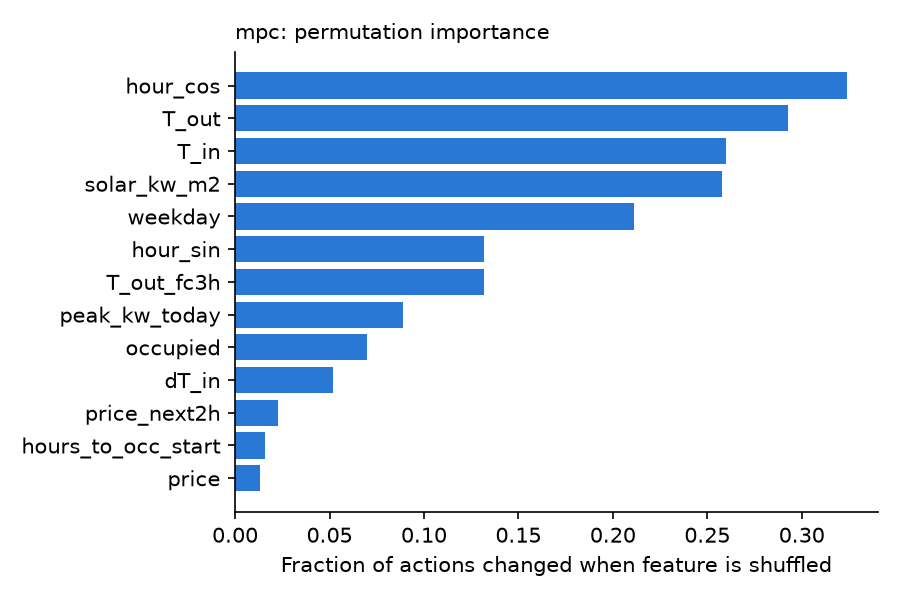 mpc: permutation importance
hour_cos
T_out
T_in
solar_kw_m2
weekday
hour_sin
T_out_fc3h
peak_kw_today
occupied
dT_in
price_next2h
hours_to_occ_start
price
0.00 0.05 0.10 0.15 0.20 0.25 0.30
Fraction of actions changed when feature is shuffled